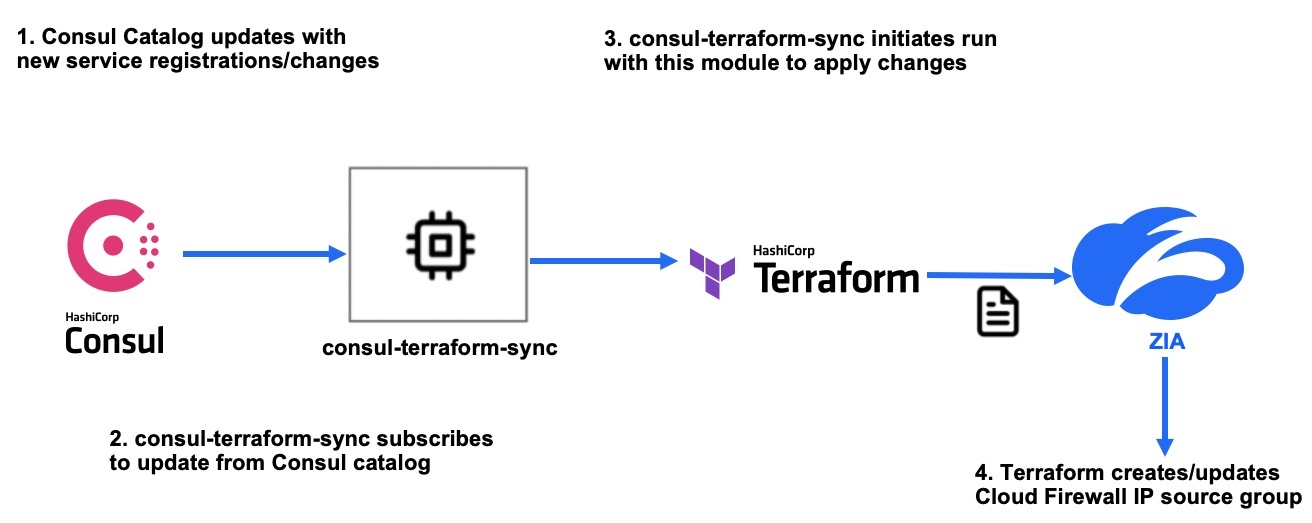 1. Consul Catalog updates with
new service registrations/changes
3. consul-terraform-sync initiates run
with this module to apply changes
HashiCorp
Consul
consul-terraform-sync
HashiCorp
Terraform
ZIA
2. consul-terraform-sync subscribes
to update from Consul catalog
4. Terraform creates/updates
Cloud Firewall IP source group